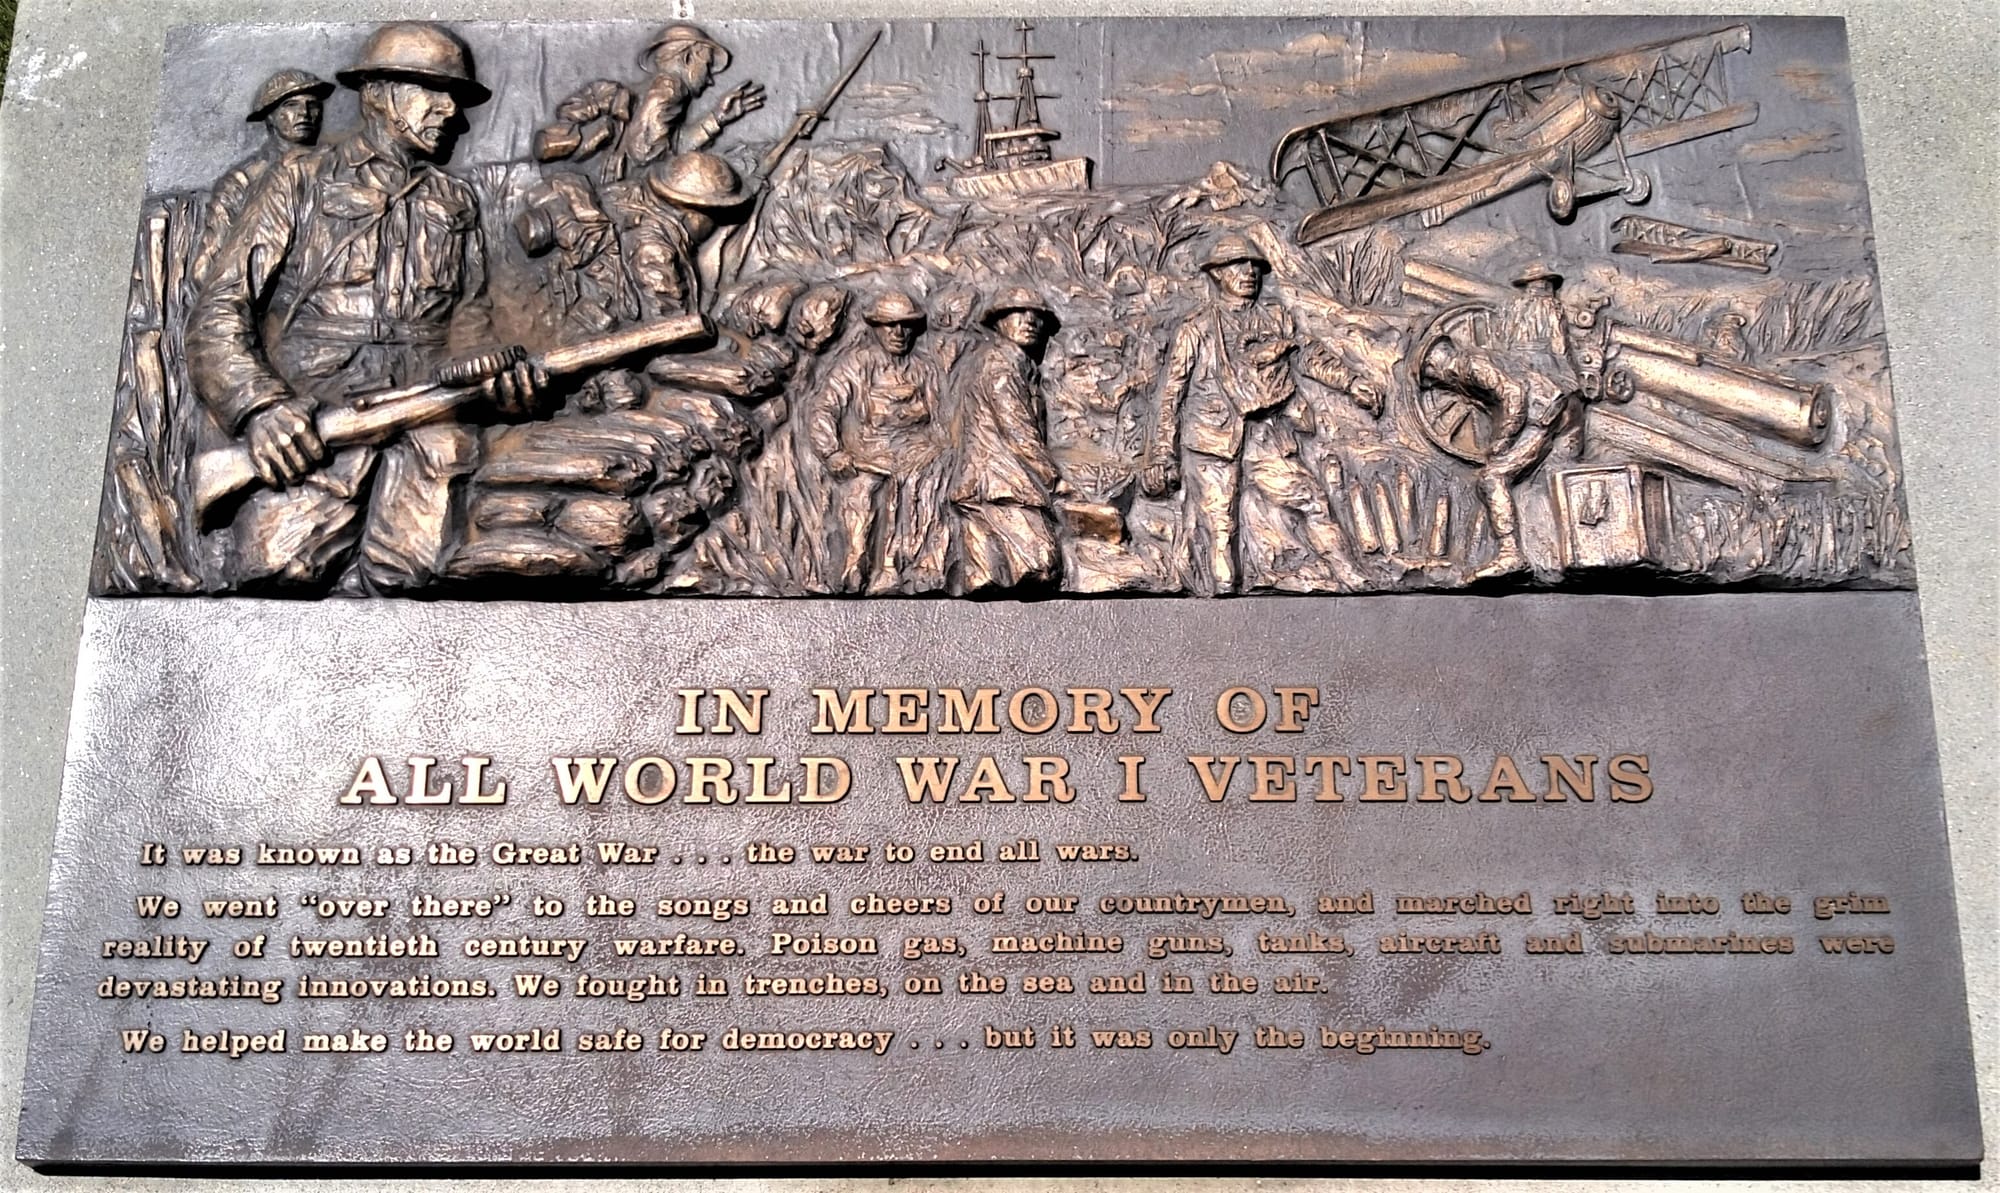 IN MEMORY OF
ALL WORLD WAR I VETERANS
It was known as the Great War . . . the war to end all wars.
We went “over there” to the songs and cheers of our countrymen, and marched right into the grim
reality of twentieth century warfare. Poison gas, machine guns, tanks, aircraft and submarines were
devastating innovations. We fought in trenches, on the sea and in the air.
We helped make the world safe for democracy . . . but it was only the beginning.